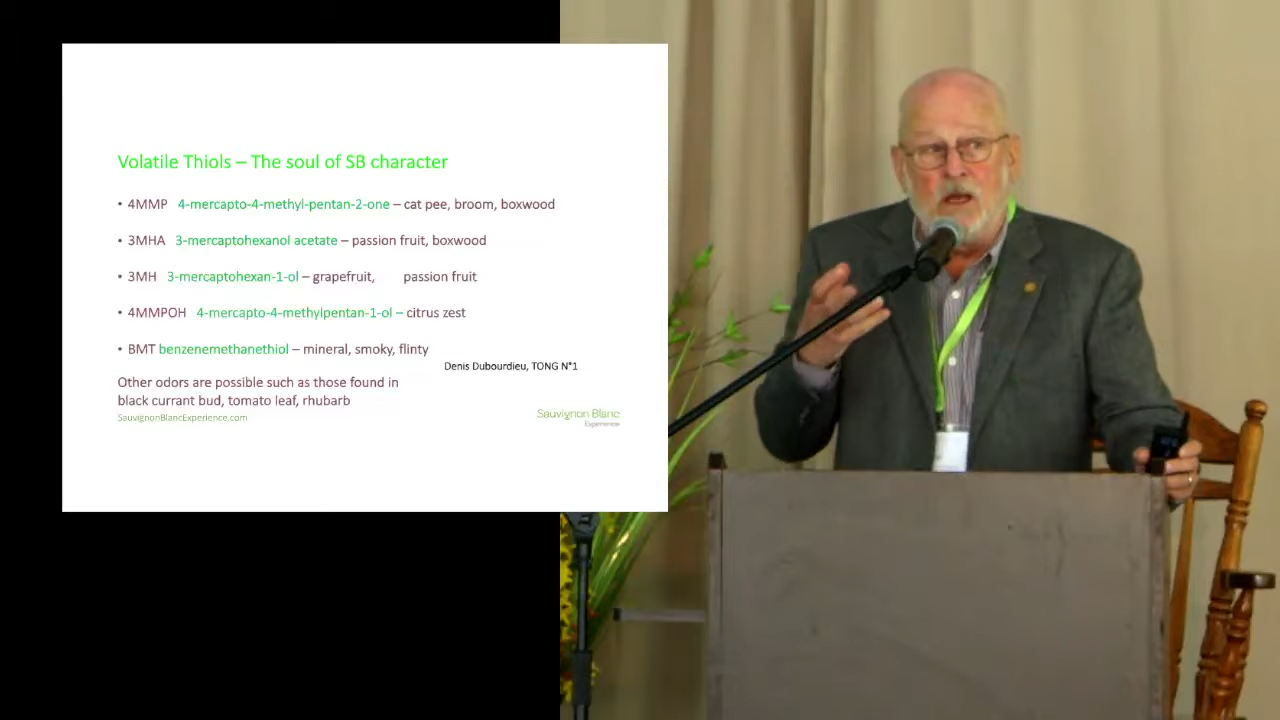 Volatile Thiols – The soul of SB character
• 4MMP 4-mercapto-4-methyl-pentan-2-one – cat pee, broom, boxwood
• 3MHA 3-mercaptohexanol acetate – passion fruit, boxwood
• 3MH 3-mercaptohexan-1-ol – grapefruit, passion fruit
• 4MMPOH 4-mercapto-4-methylpentan-1-ol – citrus zest
• BMT benzenemethanethiol – mineral, smoky, flinty
Denis Dubourdieu, TONG N°1
Other odors are possible such as those found in
black currant bud, tomato leaf, rhubarb
SauvignonBlancExperience.com
Sauvignon Blanc
Experience